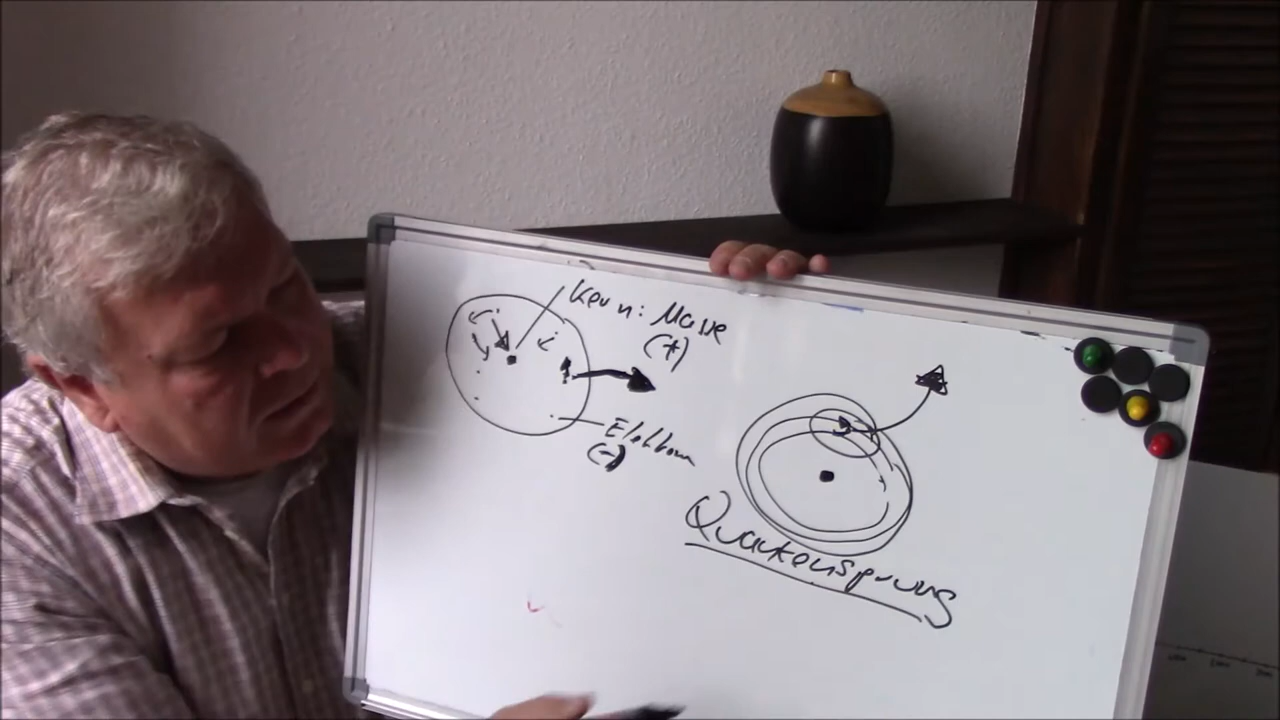 Kern: Masse
(+)
Elektron
(-)
Quantensprung